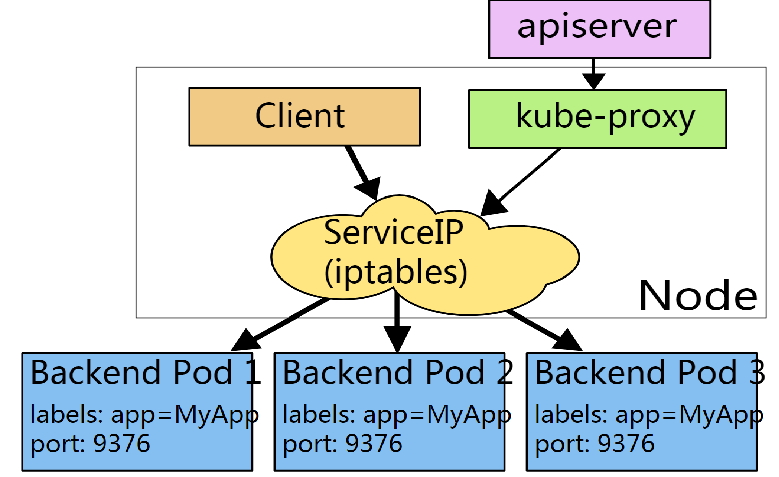 apiserver
Client
kube-proxy
ServiceIP
(iptables)
Node
Backend Pod 1
labels: app=MyApp
port: 9376
Backend Pod 2
labels: app=MyApp
port: 9376
Backend Pod 3
labels: app=MyApp
port: 9376